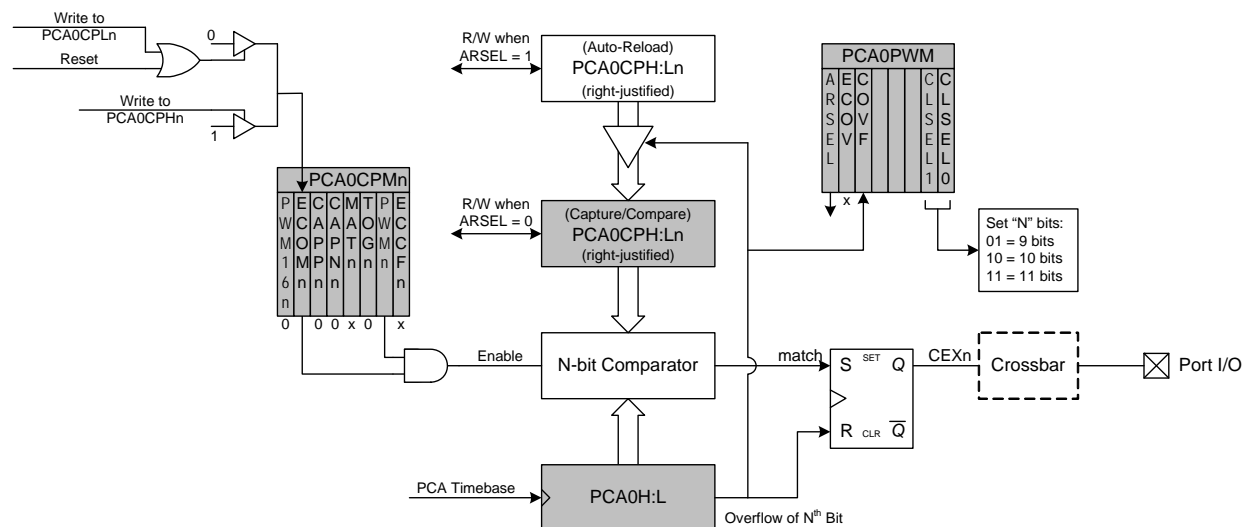 Write to
PCA0CPLn
Reset
0
Write to
PCA0CPHn
1
R/W when
ARSEL = 1
(Auto-Reload)
PCA0CPH:Ln
(right-justified)
PCA0PWM
ARSEL
ECOV
COVF
CLSEL1
CLSEL0
x
Set “N” bits:
01 = 9 bits
10 = 10 bits
11 = 11 bits
PCA0CPMn
PWM16n
ECOMn
CAPPn
CAPNn
MATn
TOGn
PWMn
ECCFn
0 0 0 x 0 x
R/W when
ARSEL = 0
(Capture/Compare)
PCA0CPH:Ln
(right-justified)
Enable
N-bit Comparator
match
S SET Q
R CLR Q
CEXn
Crossbar
Port I/O
PCA Timebase
PCA0H:L
Overflow of Nth Bit